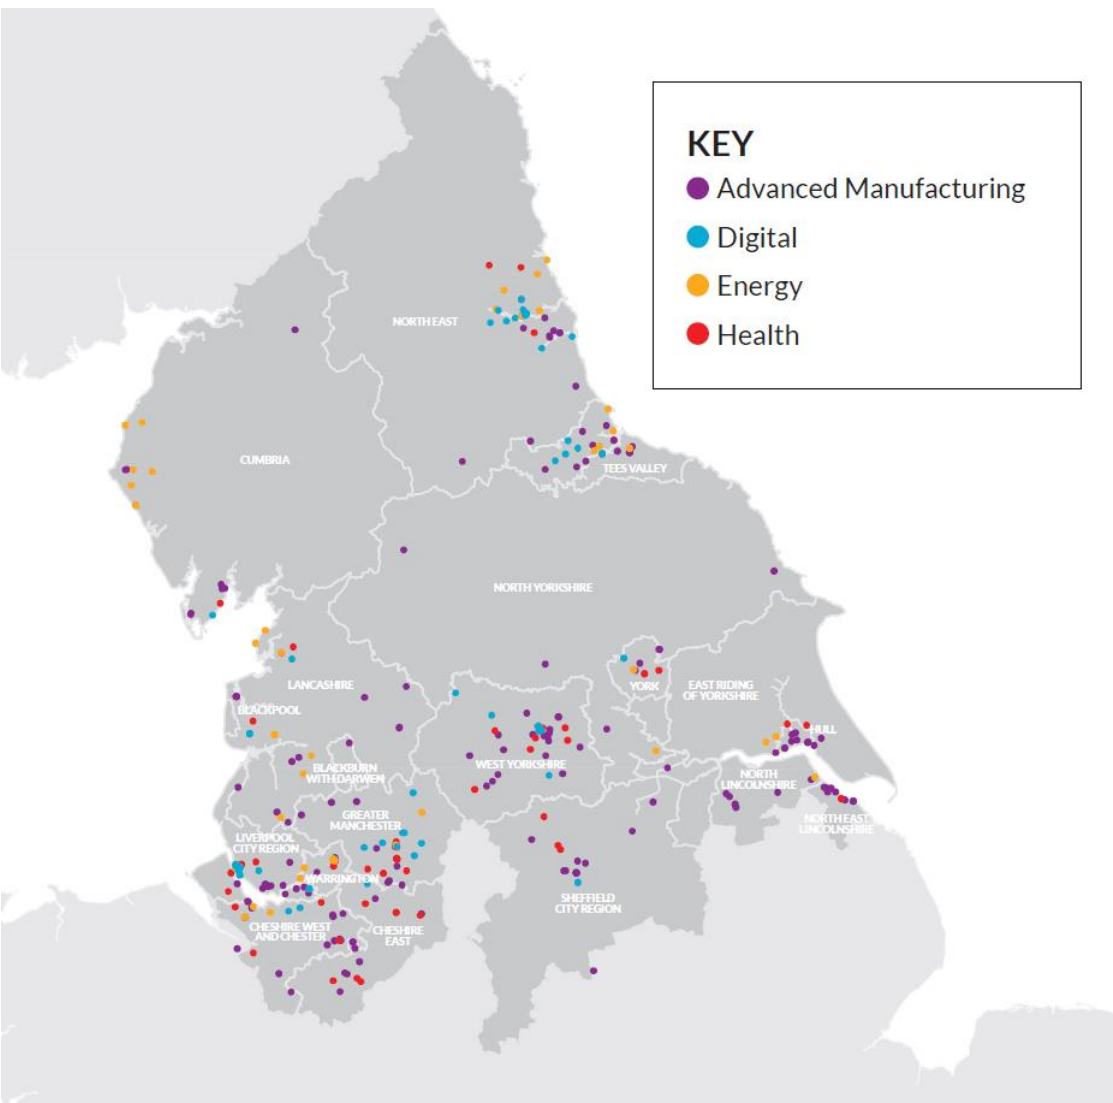 KEY
Advanced Manufacturing
Digital
Energy
Health
NORTH EAST
CUMBRIA
TEES VALLEY
NORTH YORKSHIRE
LANCASHIRE
YORK
EAST RIDING
OF YORKSHIRE
BLACKPOOL
HULL
WEST YORKSHIRE
BLACKBURN
WITH DARWEN
NORTH
LINCOLNSHIRE
GREATER
MANCHESTER
NORTH EAST
LINCOLNSHIRE
LIVERPOOL
CITY REGION
WARRINGTON
SHEFFIELD
CITY REGION
CHESHIRE WEST
AND CHESTER
CHESHIRE
EAST